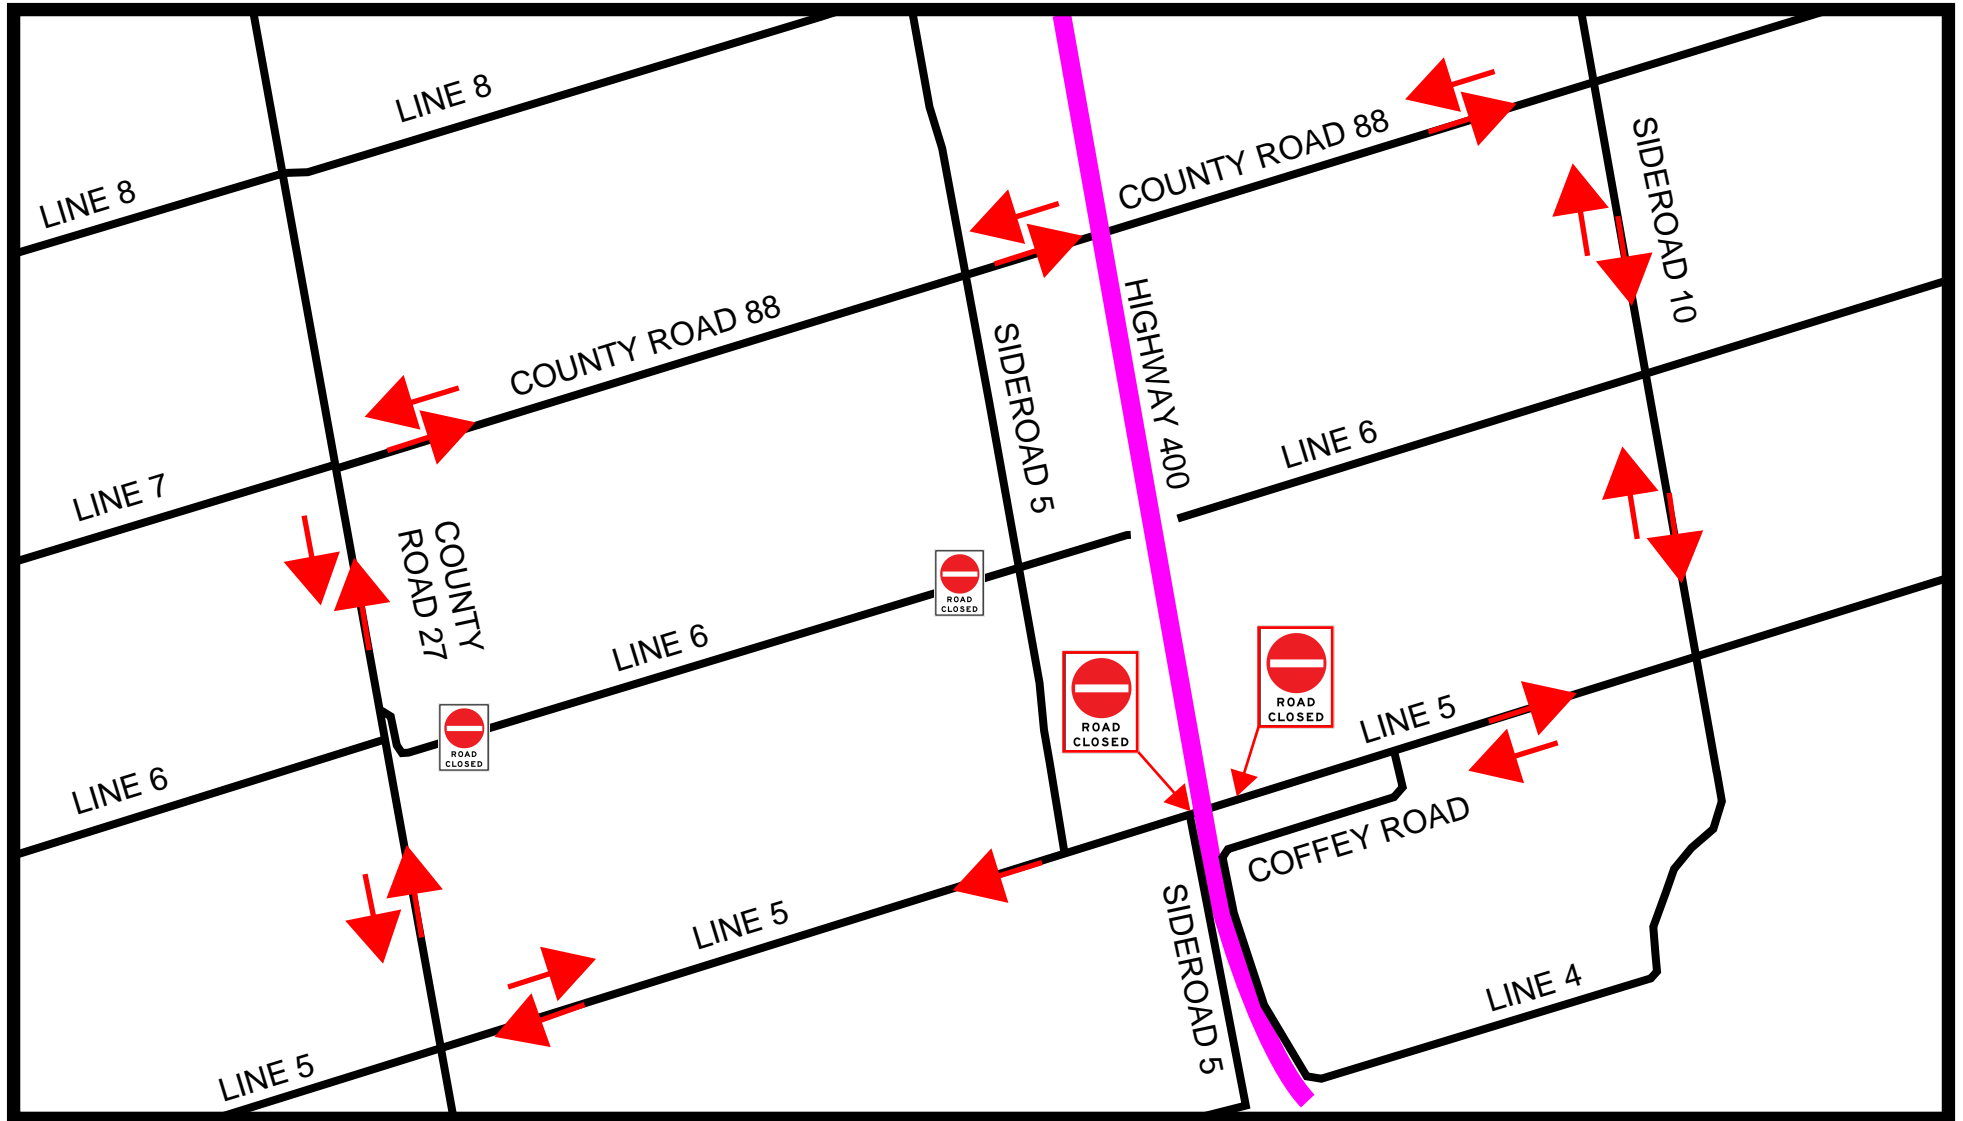 LINE 8
LINE 8
COUNTY ROAD 88
SIDEROAD 10
COUNTY ROAD 88
HIGHWAY 400
SIDEROAD 5
LINE 7
LINE 6
COUNTY
ROAD 27
ROAD
CLOSED
LINE 6
ROAD
CLOSED
ROAD
CLOSED
ROAD
CLOSED
LINE 5
LINE 6
COFFEY ROAD
LINE 5
SIDEROAD 5
LINE 4
LINE 5